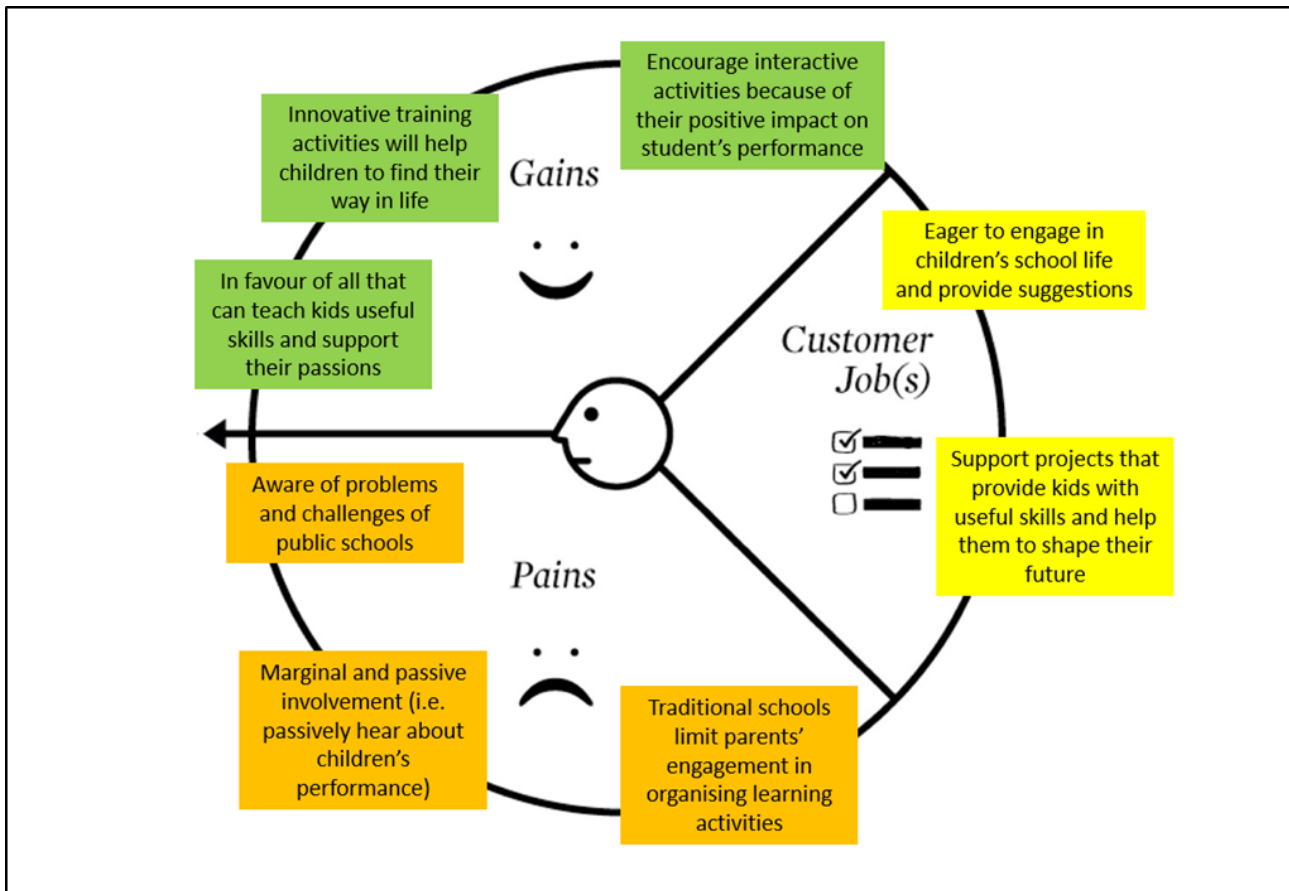 Encourage interactive
activities because of
their positive impact on
student’s performance
Innovative training
activities will help
children to find their
way in life
Gains
In favour of all that
can teach kids useful
skills and support
their passions
Eager to engage in
children’s school life
and provide suggestions
Customer
Job(s)
Support projects that
provide kids with
useful skills and help
them to shape their
future
Aware of problems
and challenges of
public schools
Pains
Marginal and passive
involvement (i.e.
passively hear about
children’s
performance)
Traditional schools
limit parents’
engagement in
organising learning
activities